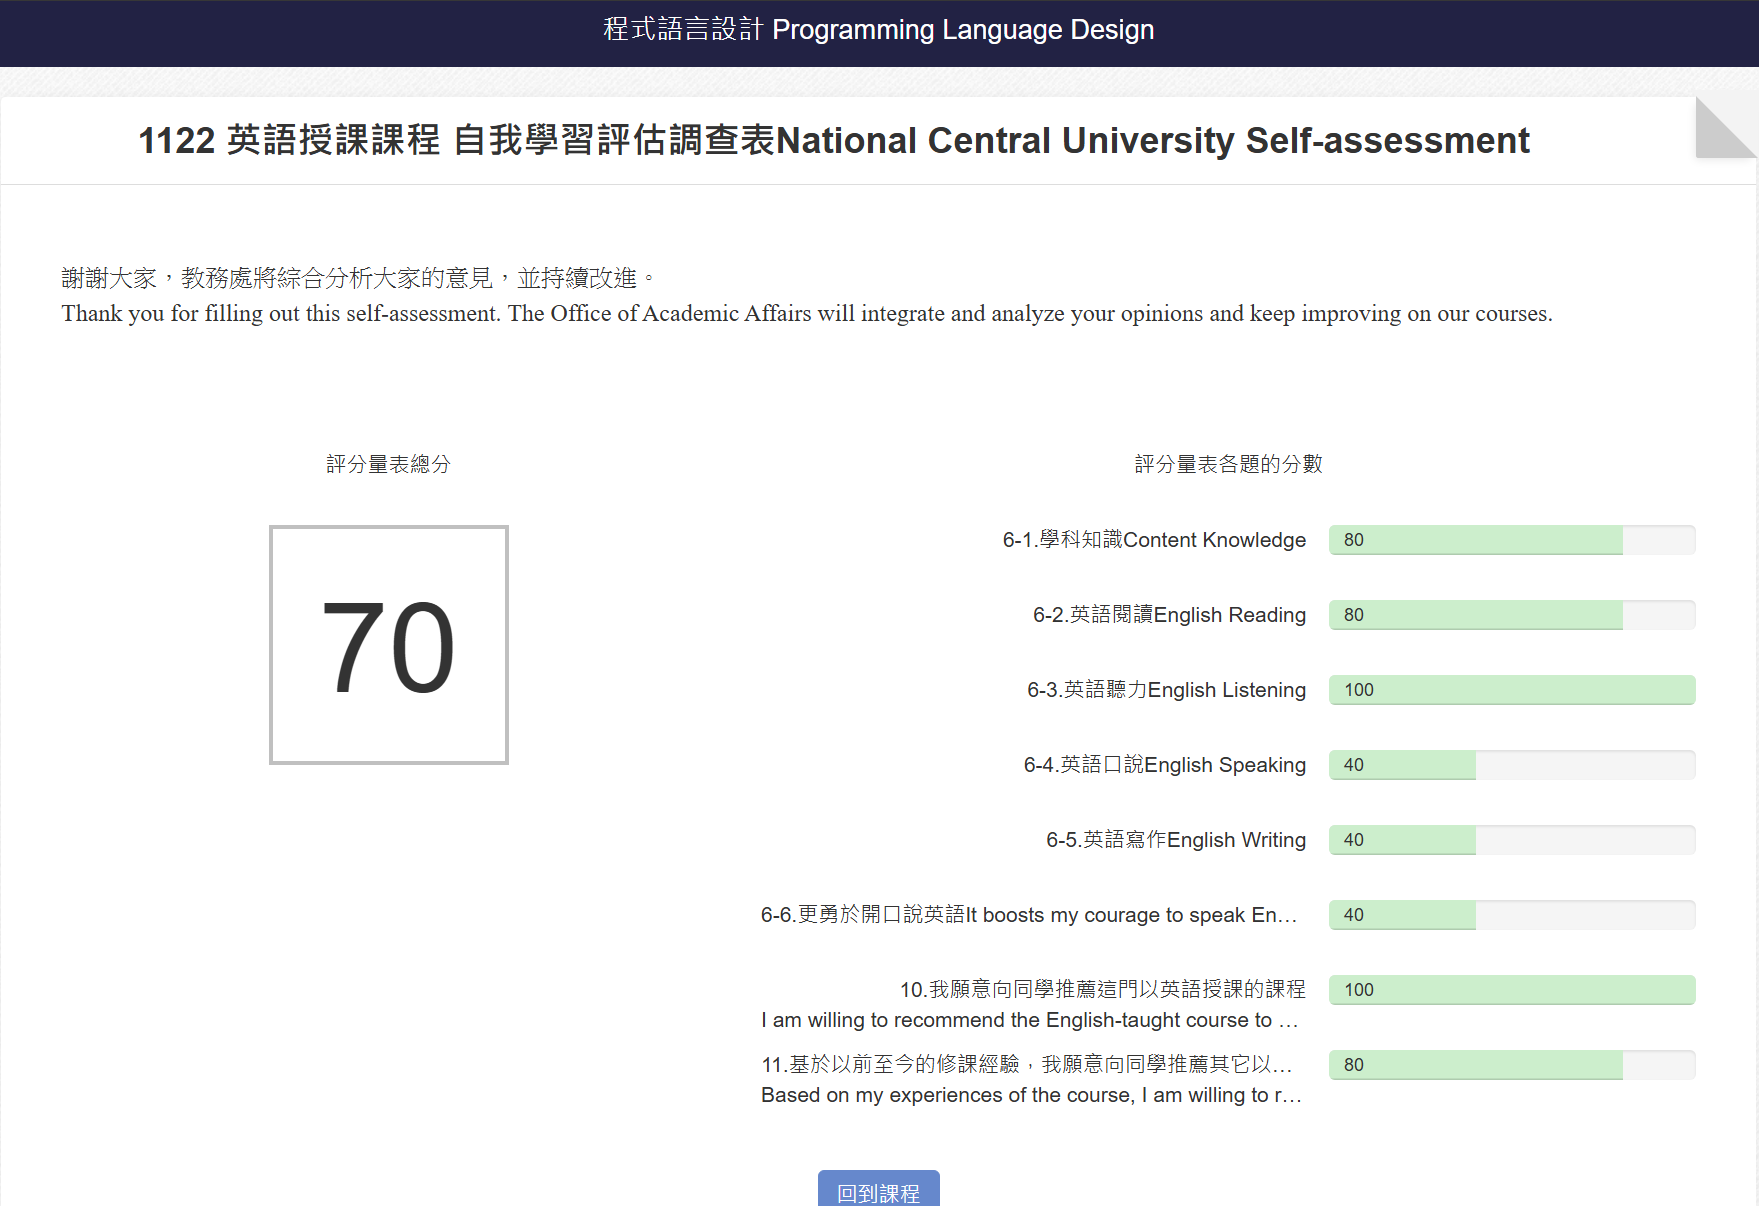 程式語言設計 Programming Language Design
1122 英語授課課程 自我學習評估調查表National Central University Self-assessment
謝謝大家，教務處將綜合分析大家的意見，並持續改進。
Thank you for filling out this self-assessment. The Office of Academic Affairs will integrate and analyze your opinions and keep improving on our courses.
評分量表總分
70
評分量表各題的分數
6-1.學科知識Content Knowledge 80
6-2.英語閱讀English Reading 80
6-3.英語聽力English Listening 100
6-4.英語口說English Speaking 40
6-5.英語寫作English Writing 40
6-6.更勇於開口說英語It boosts my courage to speak En... 40
10.我願意向同學推薦這門以英語授課的課程 100
I am willing to recommend the English-taught course to ...
11.基於以前至今的修課經驗，我願意向同學推薦其它以... 80
Based on my experiences of the course, I am willing to r...
回到課程